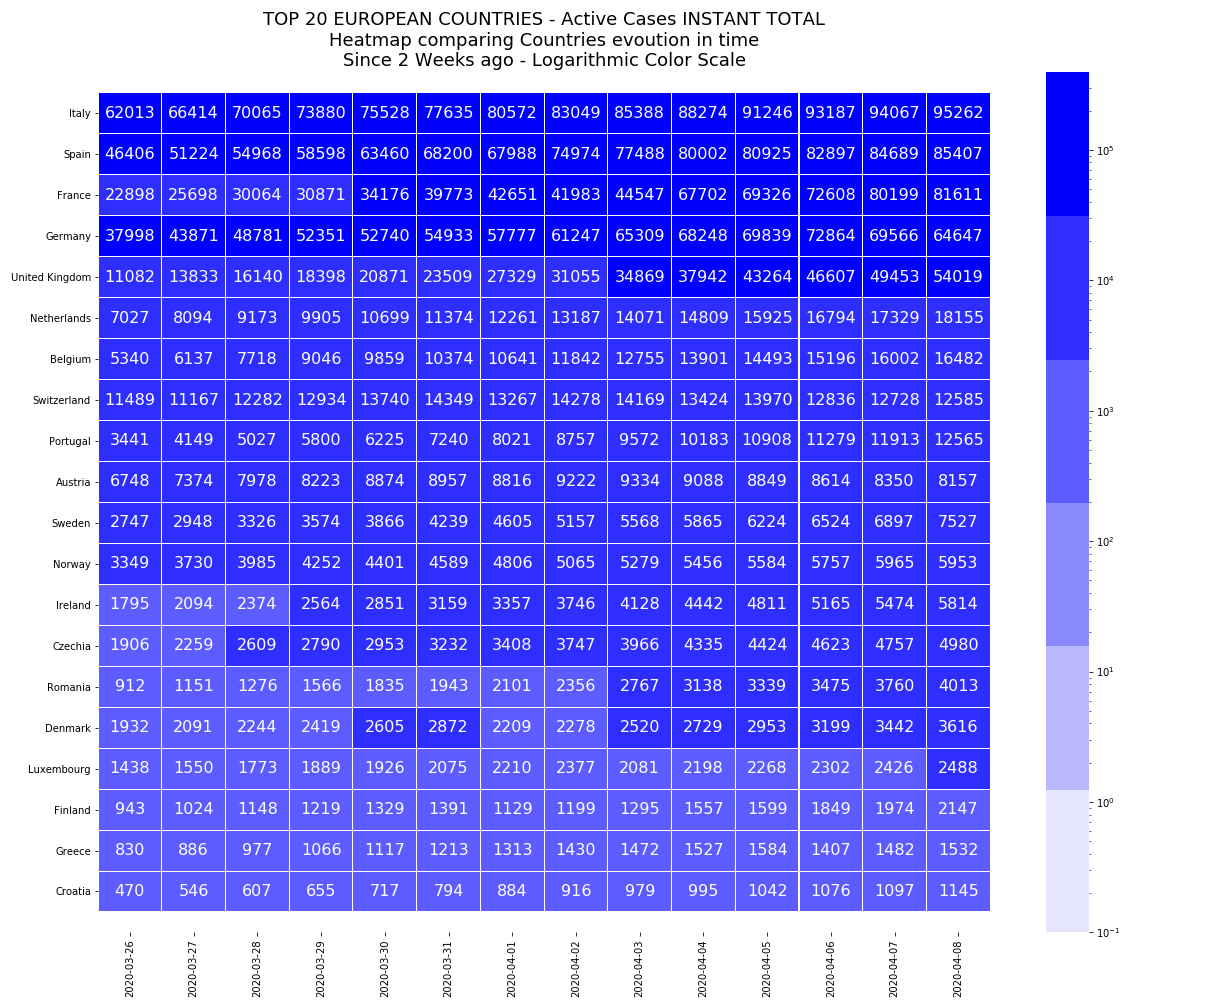 TOP 20 EUROPEAN COUNTRIES - Active Cases INSTANT TOTAL
Heatmap comparing Countries evoution in time
Since 2 Weeks ago - Logarithmic Color Scale
Italy 62013 66414 70065 73880 75528 77635 80572 83049 85388 88274 91246 93187 94067 95262
Spain 46406 51224 54968 58598 63460 68200 67988 74974 77488 80002 80925 82897 84689 85407
France 22898 25698 30064 30871 34176 39773 42651 41983 44547 67702 69326 72608 80199 81611
Germany 37998 43871 48781 52351 52740 54933 57777 61247 65309 68248 69839 72864 69566 64647
United Kingdom 11082 13833 16140 18398 20871 23509 27329 31055 34869 37942 43264 46607 49453 54019
Netherlands 7027 8094 9173 9905 10699 11374 12261 13187 14071 14809 15925 16794 17329 18155
Belgium 5340 6137 7718 9046 9859 10374 10641 11842 12755 13901 14493 15196 16002 16482
Switzerland 11489 11167 12282 12934 13740 14349 13267 14278 14169 13424 13970 12836 12728 12585
Portugal 3441 4149 5027 5800 6225 7240 8021 8757 9572 10183 10908 11279 11913 12565
Austria 6748 7374 7978 8223 8874 8957 8816 9222 9334 9088 8849 8614 8350 8157
Sweden 2747 2948 3326 3574 3866 4239 4605 5157 5568 5865 6224 6524 6897 7527
Norway 3349 3730 3985 4252 4401 4589 4806 5065 5279 5456 5584 5757 5965 5953
Ireland 1795 2094 2374 2564 2851 3159 3357 3746 4128 4442 4811 5165 5474 5814
Czechia 1906 2259 2609 2790 2953 3232 3408 3747 3966 4335 4424 4623 4757 4980
Romania 912 1151 1276 1566 1835 1943 2101 2356 2767 3138 3339 3475 3760 4013
Denmark 1932 2091 2244 2419 2605 2872 2209 2278 2520 2729 2953 3199 3442 3616
Luxembourg 1438 1550 1773 1889 1926 2075 2210 2377 2081 2198 2268 2302 2426 2488
Finland 943 1024 1148 1219 1329 1391 1129 1199 1295 1557 1599 1849 1974 2147
Greece 830 886 977 1066 1117 1213 1313 1430 1472 1527 1584 1407 1482 1532
Croatia 470 546 607 655 717 794 884 916 979 995 1042 1076 1097 1145
2020-03-26 2020-03-27 2020-03-28 2020-03-29 2020-03-30 2020-03-31 2020-04-01 2020-04-02 2020-04-03 2020-04-04 2020-04-05 2020-04-06 2020-04-07 2020-04-08
10⁵
10⁴
10³
10²
10¹
10⁰
10⁻¹